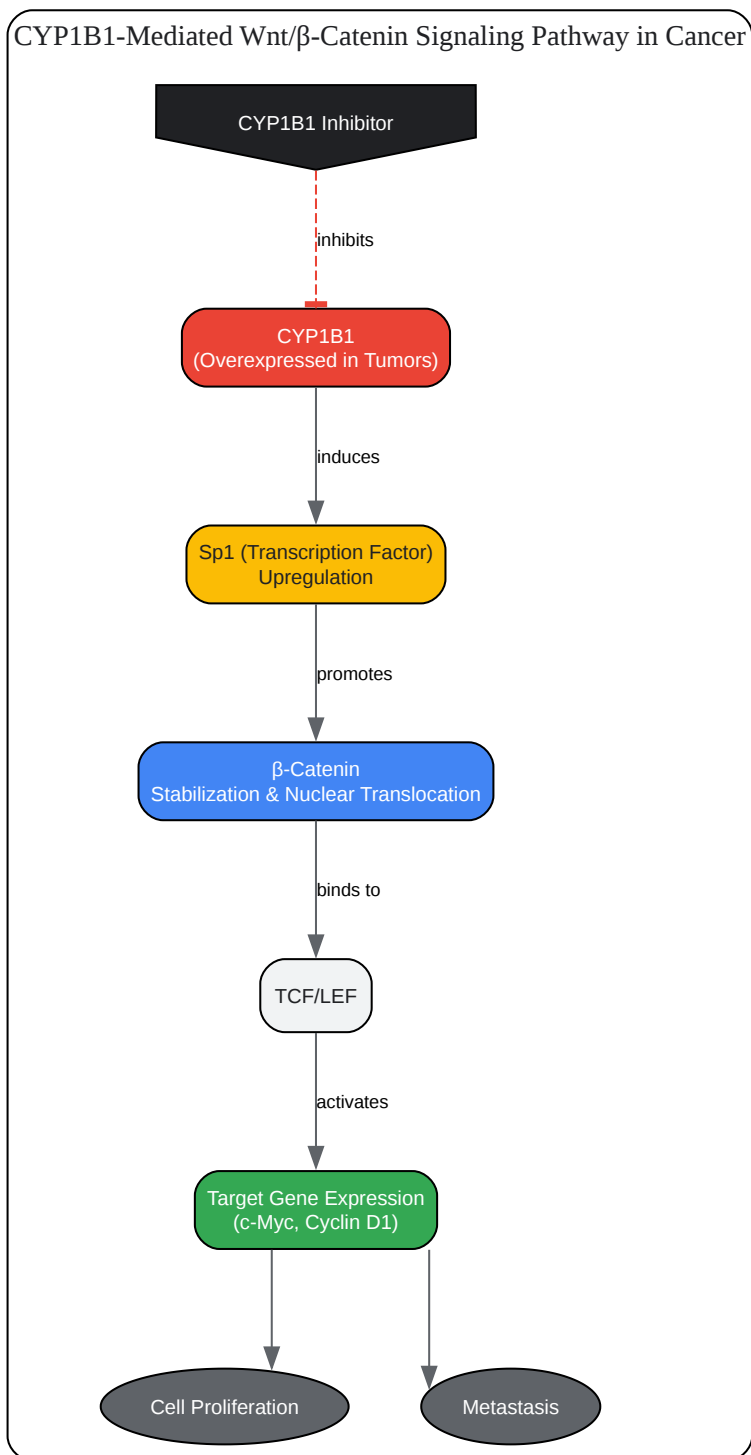 CYP1B1-Mediated Wnt/β-Catenin Signaling Pathway in Cancer
CYP1B1 Inhibitor
inhibits
CYP1B1
(Overexpressed in Tumors)
induces
Sp1 (Transcription Factor)
Upregulation
promotes
β-Catenin
Stabilization & Nuclear Translocation
binds to
TCF/LEF
activates
Target Gene Expression
(c-Myc, Cyclin D1)
Cell Proliferation
Metastasis